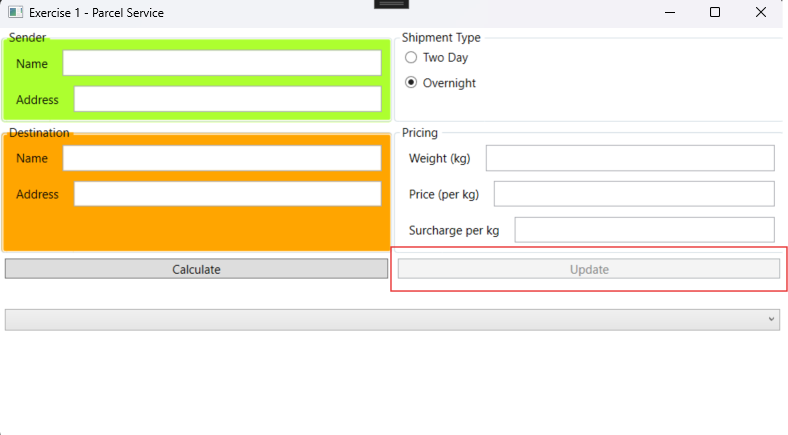 Exercise 1 - Parcel Service
Sender
Name
Address
Shipment Type
Two Day
Overnight
Destination
Name
Address
Pricing
Weight (kg)
Price (per kg)
Surcharge per kg
Calculate
Update